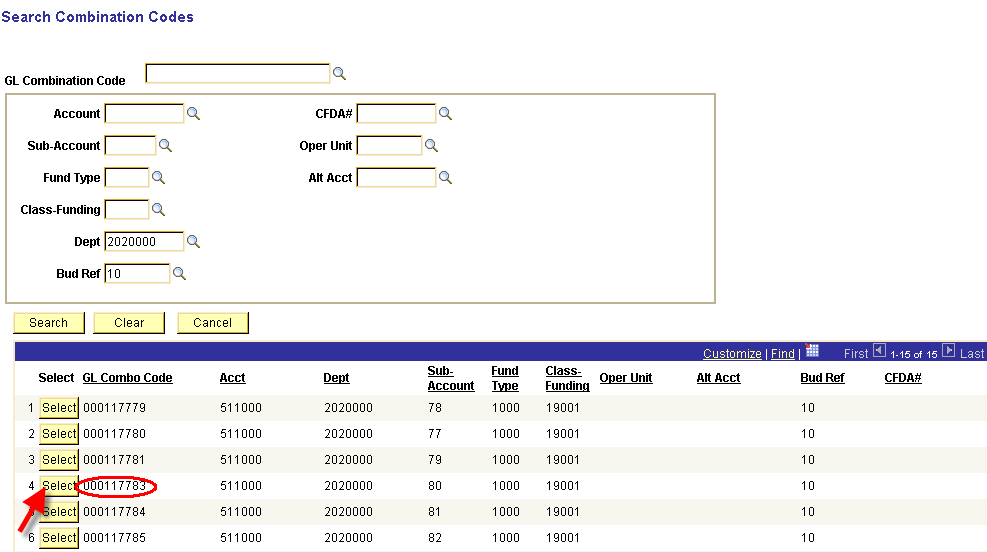 Search Combination Codes
GL Combination Code
Account CFDA#
Sub-Account Oper Unit
Fund Type Alt Acct
Class-Funding
Dept 2020000
Bud Ref 10
Search Clear Cancel
Customize | Find | First 1-15 of 15 Last
Select GL Combo Code Acct Dept Sub-Account Fund Type Class-Funding Oper Unit Alt Acct Bud Ref CFDA#
1 Select 000117779 511000 2020000 78 1000 19001 10
2 Select 000117780 511000 2020000 77 1000 19001 10
3 Select 000117781 511000 2020000 79 1000 19001 10
4 Select 000117783 511000 2020000 80 1000 19001 10
5 Select 000117784 511000 2020000 81 1000 19001 10
6 Select 000117785 511000 2020000 82 1000 19001 10